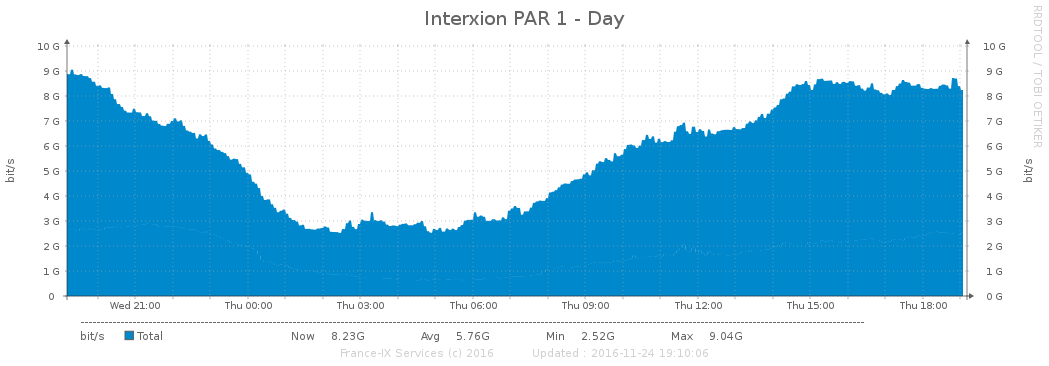 Interxion PAR 1 - Day
RRDTOOL / TOBI OETIKER
bit/s
10 G
9 G
8 G
7 G
6 G
5 G
4 G
3 G
2 G
1 G
0
10 G
9 G
8 G
7 G
6 G
5 G
4 G
3 G
2 G
1 G
0 G
bit/s
Wed 21:00 Thu 00:00 Thu 03:00 Thu 06:00 Thu 09:00 Thu 12:00 Thu 15:00 Thu 18:00
bit/s Total Now 8.23G Avg 5.76G Min 2.52G Max 9.04G
France-IX Services (c) 2016 Updated : 2016-11-24 19:10:06